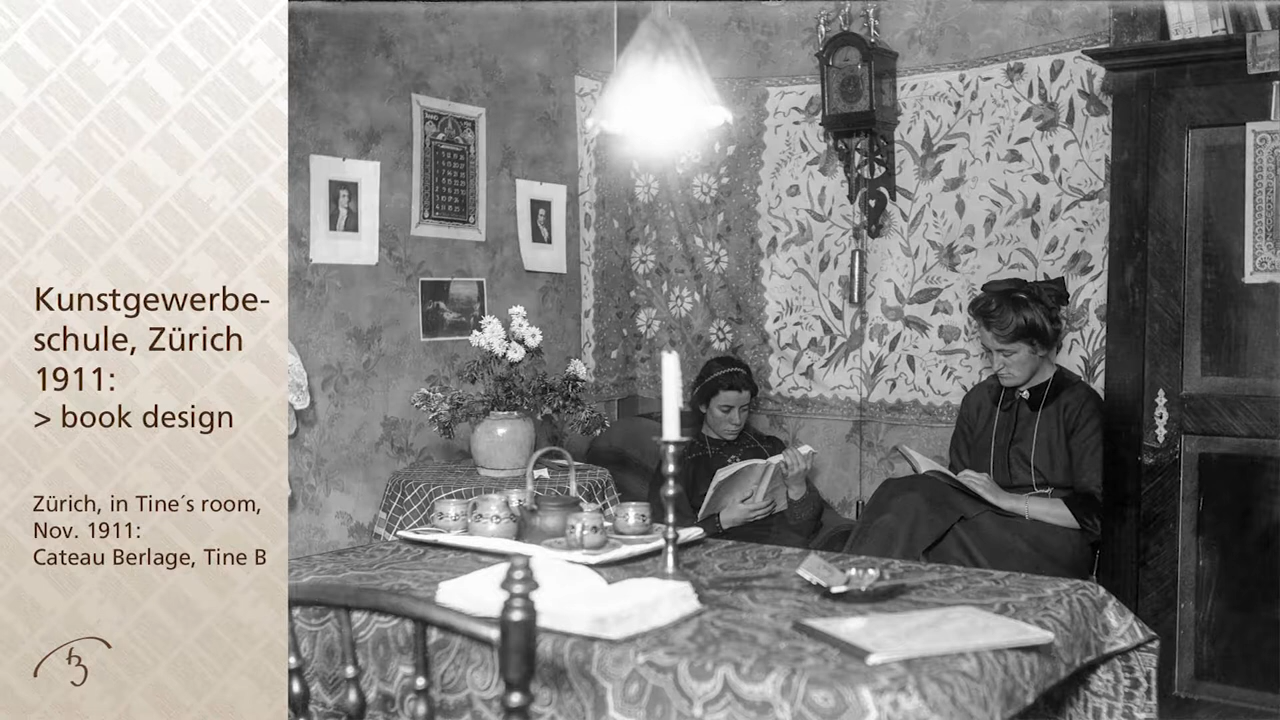 Kunstgewerbe-
schule, Zürich
1911:
> book design
Zürich, in Tine´s room,
Nov. 1911:
Cateau Berlage, Tine B